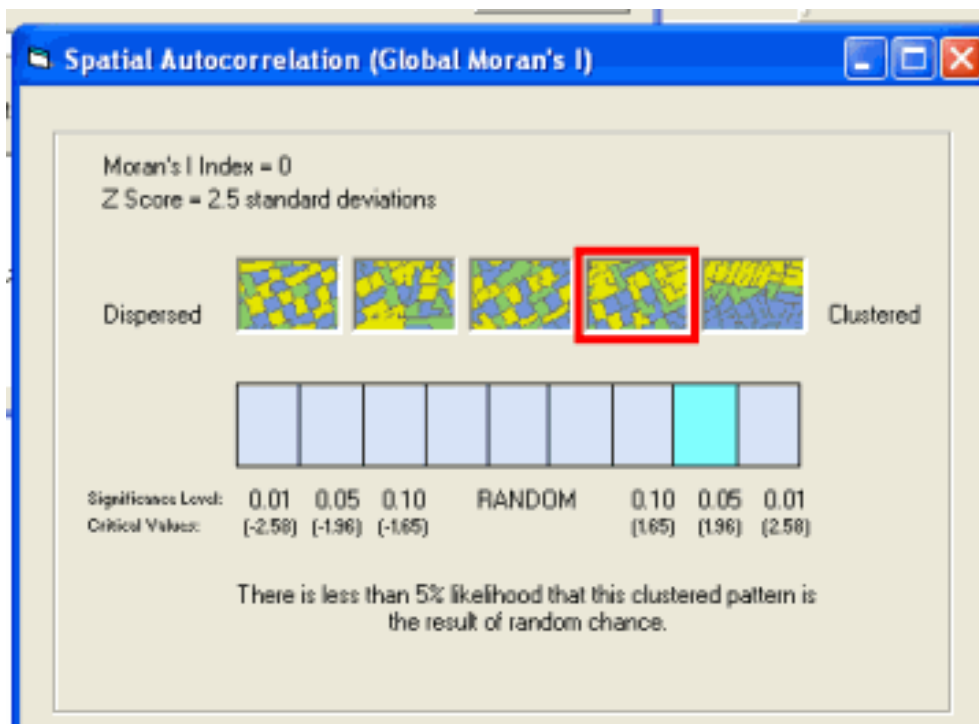 Spatial Autocorrelation (Global Moran's I)
Moran's I Index = 0
Z Score = 2.5 standard deviations
Dispersed
Clustered
Significance Level: 0.01 0.05 0.10 RANDOM 0.10 0.05 0.01
Critical Values: (-2.58) (-1.96) (-1.65) (1.65) (1.96) (2.58)
There is less than 5% likelihood that this clustered pattern is
the result of random chance.